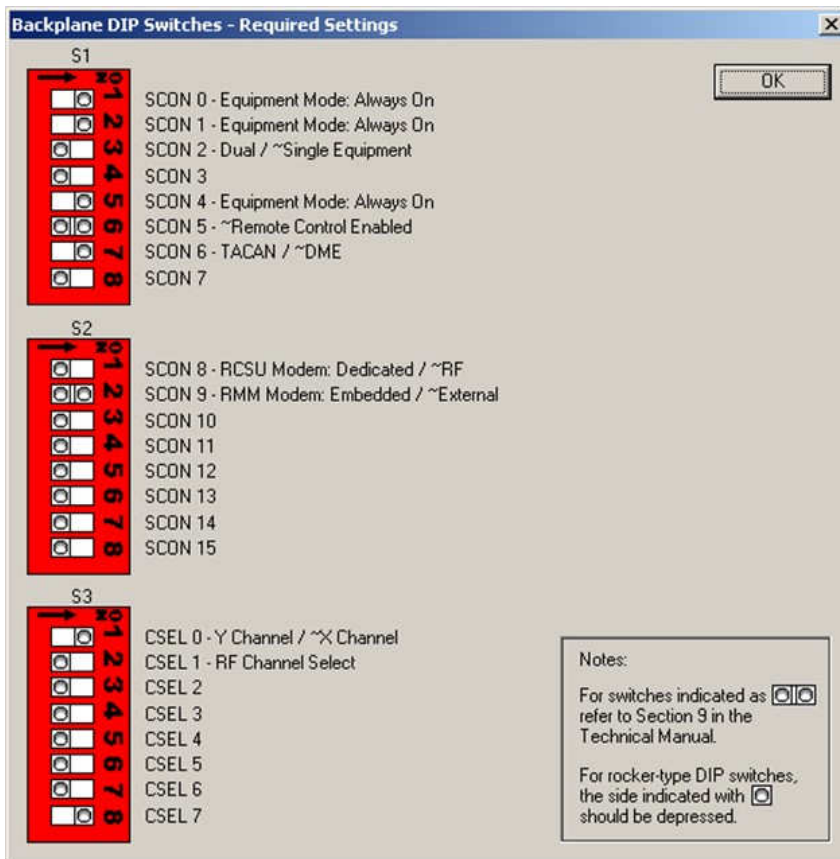 Backplane DIP Switches - Required Settings
OK
S1
ON
1 SCON 0 - Equipment Mode: Always On
2 SCON 1 - Equipment Mode: Always On
3 SCON 2 - Dual / ~Single Equipment
4 SCON 3
5 SCON 4 - Equipment Mode: Always On
6 SCON 5 - ~Remote Control Enabled
7 SCON 6 - TACAN / ~DME
8 SCON 7
S2
ON
1 SCON 8 - RCSU Modem: Dedicated / ~RF
2 SCON 9 - RMM Modem: Embedded / ~External
3 SCON 10
4 SCON 11
5 SCON 12
6 SCON 13
7 SCON 14
8 SCON 15
S3
ON
1 CSEL 0 - Y Channel / ~X Channel
2 CSEL 1 - RF Channel Select
3 CSEL 2
4 CSEL 3
5 CSEL 4
6 CSEL 5
7 CSEL 6
8 CSEL 7
Notes:
For switches indicated as
refer to Section 9 in the
Technical Manual.
For rocker-type DIP switches,
the side indicated with
should be depressed.